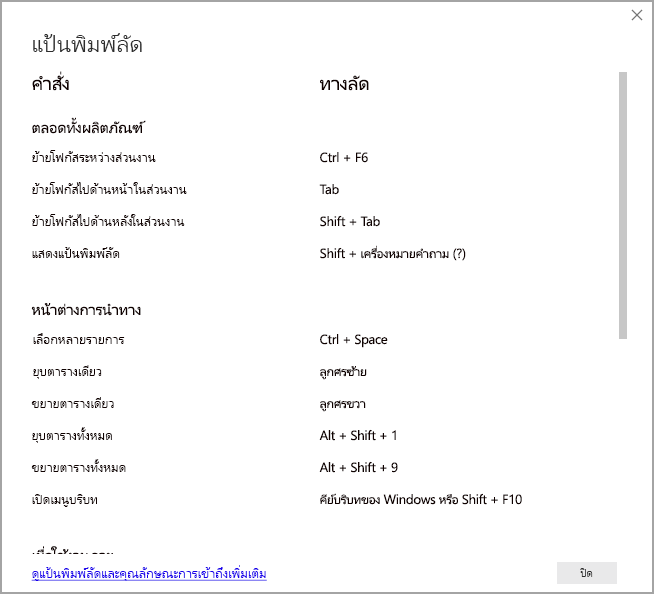 แป้นพิมพ์ลัด
คำสั่ง ทางลัด
ตลอดทั้งผลิตภัณฑ์
ย้ายโฟกัสระหว่างส่วนงาน Ctrl + F6
ย้ายโฟกัสไปด้านหน้าในส่วนงาน Tab
ย้ายโฟกัสไปด้านหลังในส่วนงาน Shift + Tab
แสดงแป้นพิมพ์ลัด Shift + เครื่องหมายคำถาม (?)
หน้าต่างการนำทาง
เลือกหลายรายการ Ctrl + Space
ยุบตารางเดียว ลูกศรซ้าย
ขยายตารางเดียว ลูกศรขวา
ยุบตารางทั้งหมด Alt + Shift + 1
ขยายตารางทั้งหมด Alt + Shift + 9
เปิดเมนูบริบท คีย์บริบทของ Windows หรือ Shift + F10
ดูแป้นพิมพ์ลัดและคุณลักษณะการเข้าถึงเพิ่มเติม ปิด